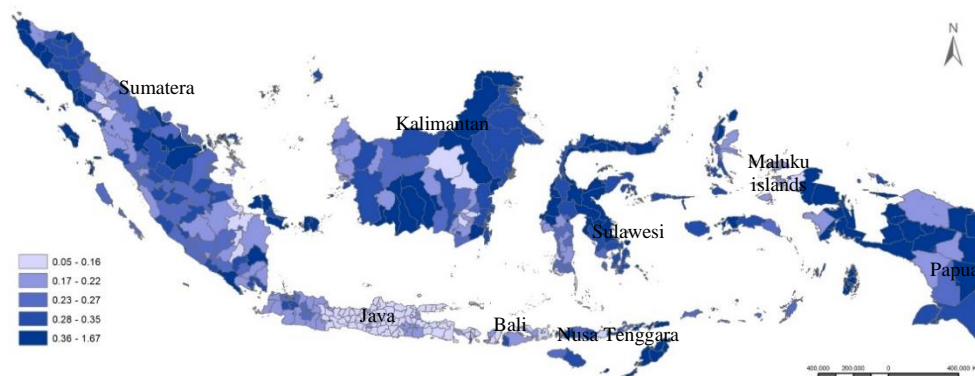 N
Sumatera
Kalimantan
Maluku
islands
Sulawesi
Papua
Java
Bali
Nusa Tenggara
0.05 - 0.16
0.17 - 0.22
0.23 - 0.27
0.28 - 0.35
0.36 - 1.67
400,000 200,000 0 400,000